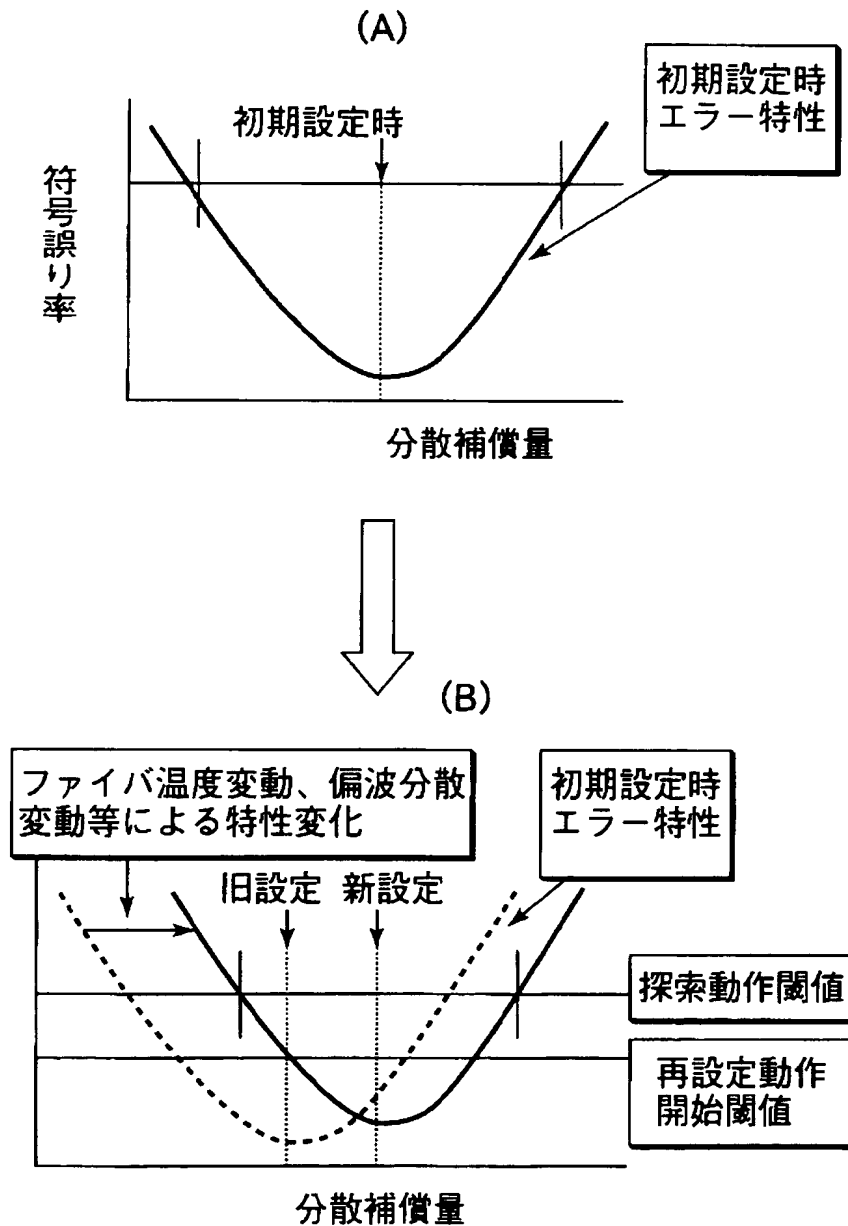 (A)
初期設定時
エラー特性
初期設定時
符号誤り率
分散補償量
(B)
ファイバ温度変動、偏波分散
変動等による特性変化
初期設定時
エラー特性
旧設定 新設定
探索動作閾値
再設定動作
開始閾値
分散補償量